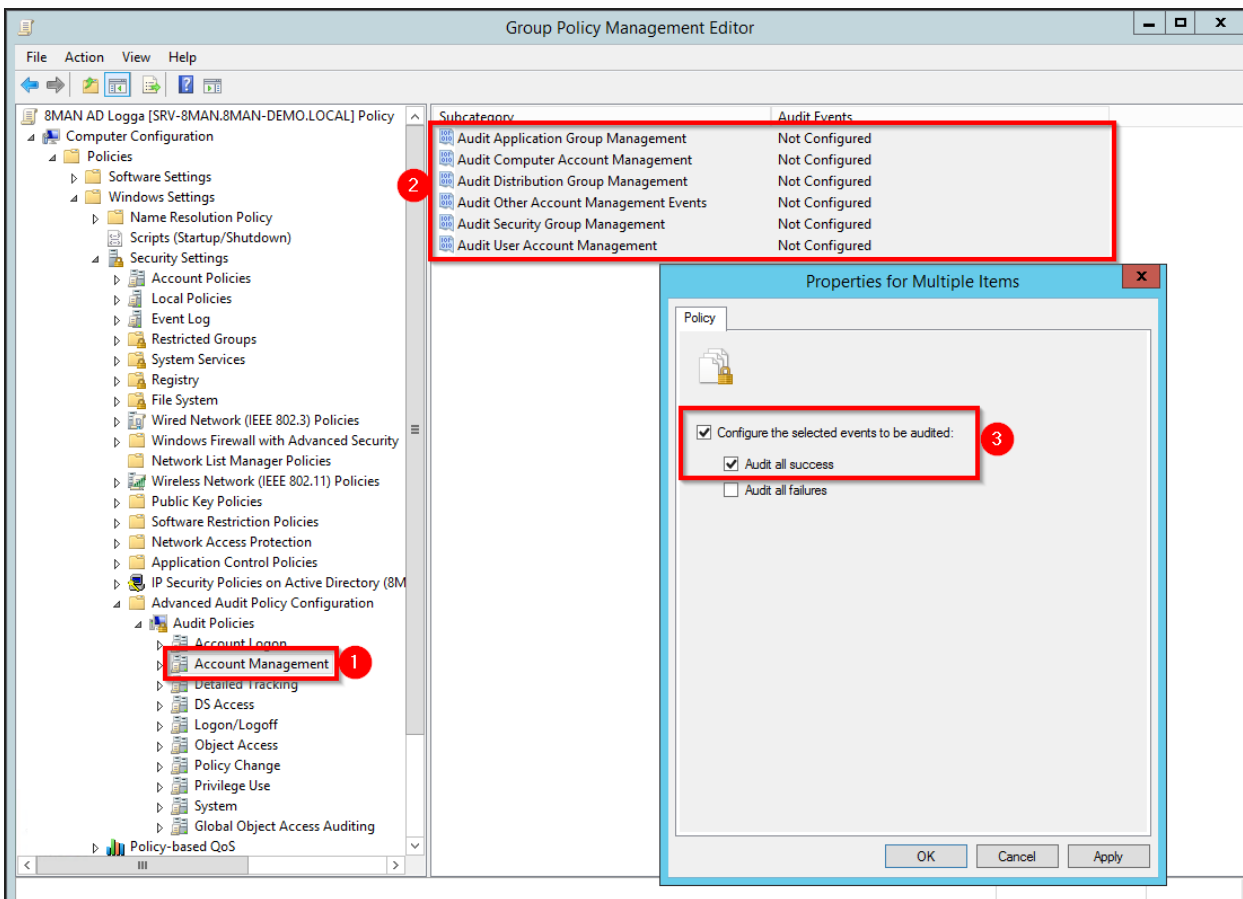 Group Policy Management Editor
File Action View Help
8MAN AD Logga [SRV-8MAN.8MAN-DEMO.LOCAL] Policy
Computer Configuration
Policies
Software Settings
Windows Settings
Name Resolution Policy
Scripts (Startup/Shutdown)
Security Settings
Account Policies
Local Policies
Event Log
Restricted Groups
System Services
Registry
File System
Wired Network (IEEE 802.3) Policies
Windows Firewall with Advanced Security
Network List Manager Policies
Wireless Network (IEEE 802.11) Policies
Public Key Policies
Software Restriction Policies
Network Access Protection
Application Control Policies
IP Security Policies on Active Directory (8M
Advanced Audit Policy Configuration
Audit Policies
Account Logon
Account Management 1
Detailed Tracking
DS Access
Logon/Logoff
Object Access
Policy Change
Privilege Use
System
Global Object Access Auditing
Policy-based QoS
Subcategory Audit Events
Audit Application Group Management Not Configured
Audit Computer Account Management Not Configured
2 Audit Distribution Group Management Not Configured
Audit Other Account Management Events Not Configured
Audit Security Group Management Not Configured
Audit User Account Management Not Configured
Properties for Multiple Items x
Policy
Configure the selected events to be audited: 3
Audit all success
Audit all failures
OK Cancel Apply